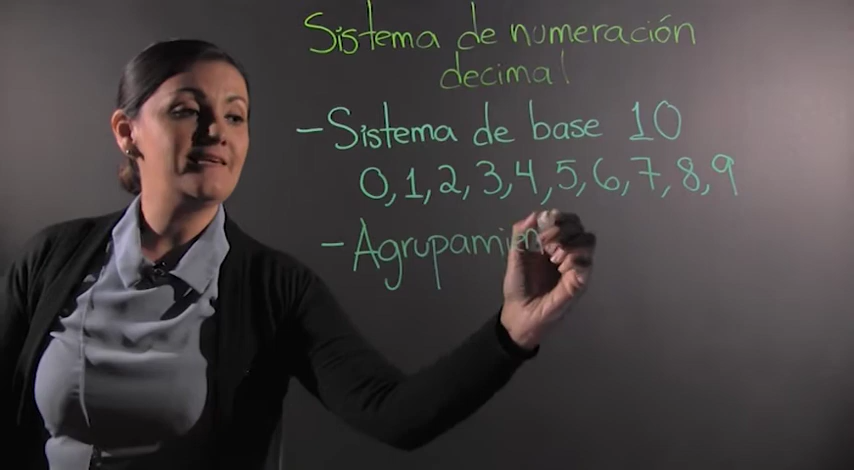 Sistema de numeración
decimal
- Sistema de base 10
0, 1, 2, 3, 4, 5, 6, 7, 8, 9
- Agrupamien